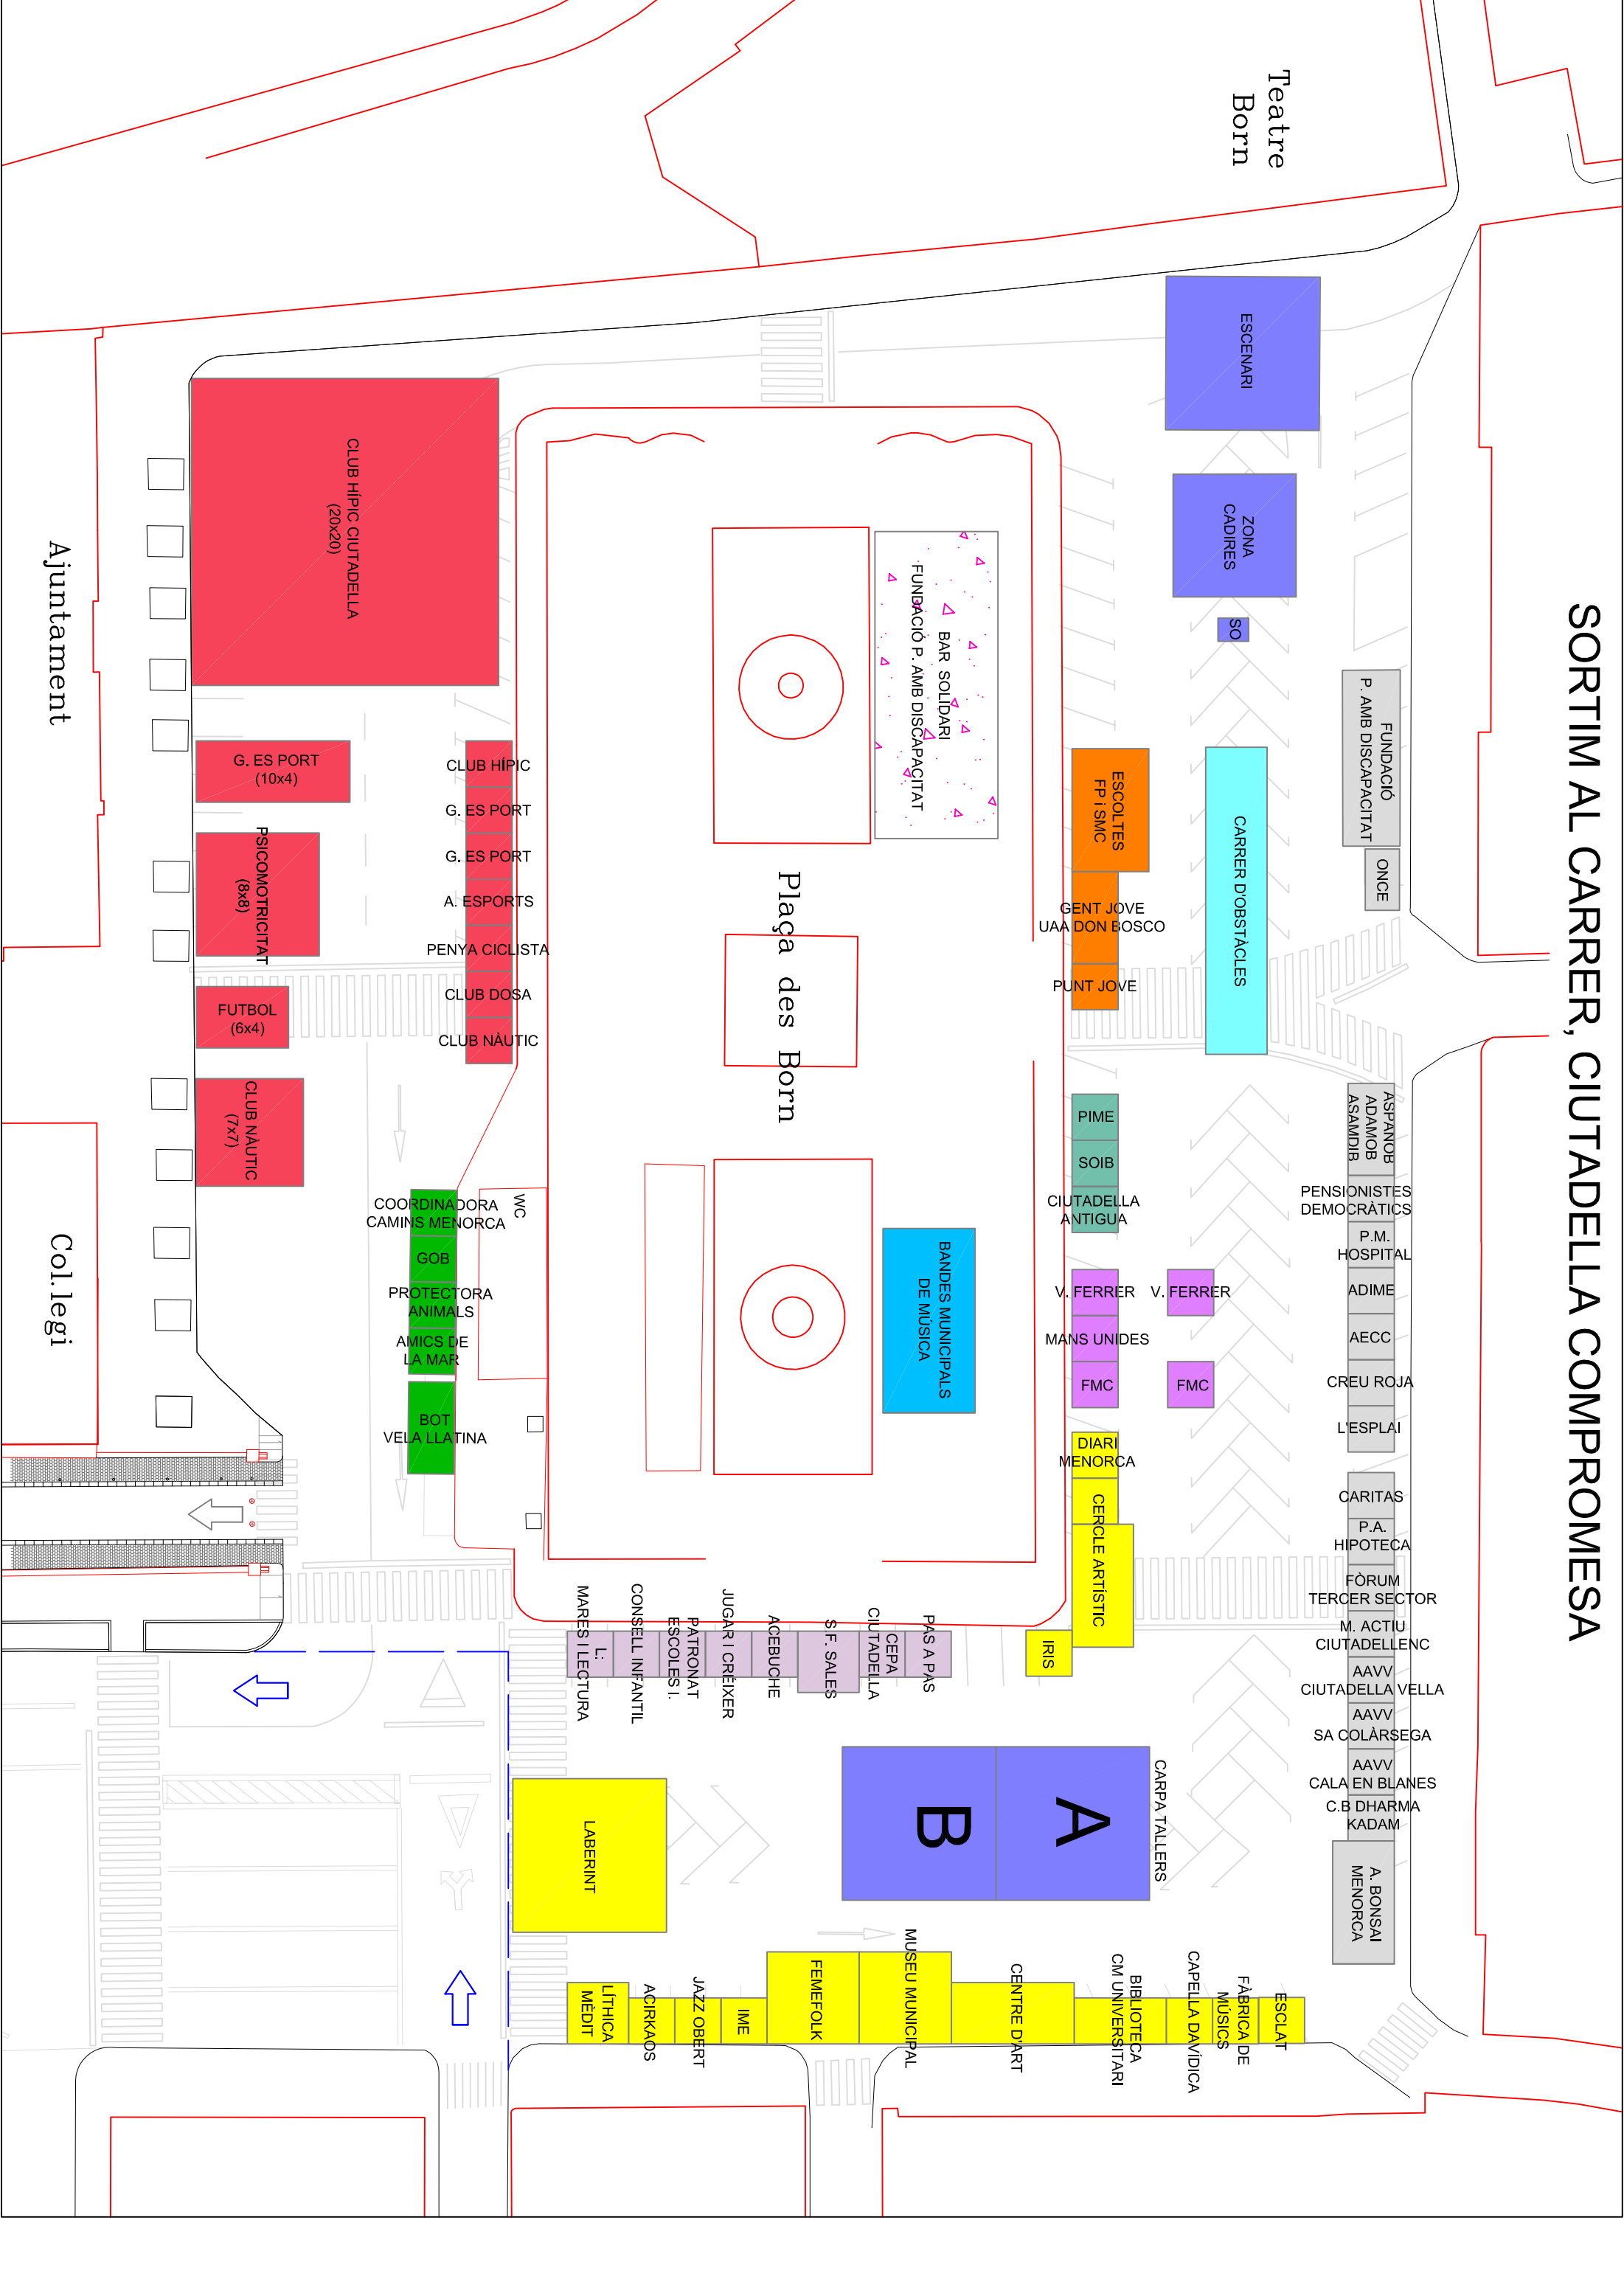 SORTIM AL CARRER, CIUTADELLA COMPROMESA
Teatre
Born
ESCENARI
ZONA
CADIRES
SO
FUNDACIÓ
P. AMB DISCAPACITAT
ONCE
CARRER D'OBSTÀCLES
ESCOLTES
FP i SMC
GENT JOVE
UAA DON BOSCO
PUNT JOVE
BAR SOLIDARI
FUNDACIÓ P. AMB DISCAPACITAT
Plaça des Born
CLUB HÍPIC CIUTADELLA
(20x20)
G. ES PORT
(10x4)
PSICOMOTRICITAT
(8x8)
FUTBOL
(6x4)
CLUB NÀUTIC
(7x7)
CLUB HÍPIC
G. ES PORT
G. ES PORT
A. ESPORTS
PENYA CICLISTA
CLUB DOSA
CLUB NÀUTIC
Ajuntament
Col.legi
COORDINADORA
CAMINS MENORCA
GOB
PROTECTORA
ANIMALS
AMICS DE
LA MAR
BOT
VELA LLATINA
WC
BANDES MUNICIPALS
DE MÚSICA
PIME
SOIB
CIUTADELLA
ANTIGUA
V. FERRER
V. FERRER
MANS UNIDES
FMC
FMC
DIARI
MENORCA
CERCLE ARTÍSTIC
IRIS
ASPANOB
ADAMOB
ASAMDIB
PENSIONISTES
DEMOCRÀTICS
P.M.
HOSPITAL
ADIME
AECC
CREU ROJA
L'ESPLAI
CARITAS
P.A.
HIPOTECA
FÒRUM
TERCER SECTOR
M. ACTIU
CIUTADELLENC
AAVV
CIUTADELLA VELLA
AAVV
SA COLÀRSEGA
AAVV
CALA EN BLANES
C.B DHARMA
KADAM
A. BONSAI
MENORCA
PAS A PAS
CEPA
CIUTADELLA
S.F. SALES
ACEBUCHE
JUGAR I CRÉIXER
PATRONAT
ESCOLES I.
CONSELL INFANTIL
L.:
MARES I LECTURA
CARPA TALLERS
A
B
LABERINT
ESCLAT
FÀBRICA DE
MÚSICS
CAPELLA DAVÍDICA
BIBLIOTECA
CM UNIVERSITARI
CENTRE D'ART
MUSEU MUNICIPAL
FEMEFOLK
IME
JAZZ OBERT
ACIRKAOS
LÍTHICA
MÈDIT